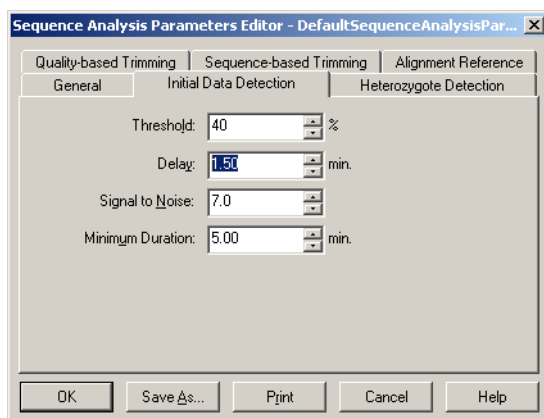 Sequence Analysis Parameters Editor - DefaultSequenceAnalysisPar...
Quality-based Trimming Sequence-based Trimming Alignment Reference
General Initial Data Detection Heterozygote Detection
Threshold: 40 %
Delay: 1.50 min.
Signal to Noise: 7.0
Minimum Duration: 5.00 min.
OK Save As... Print Cancel Help